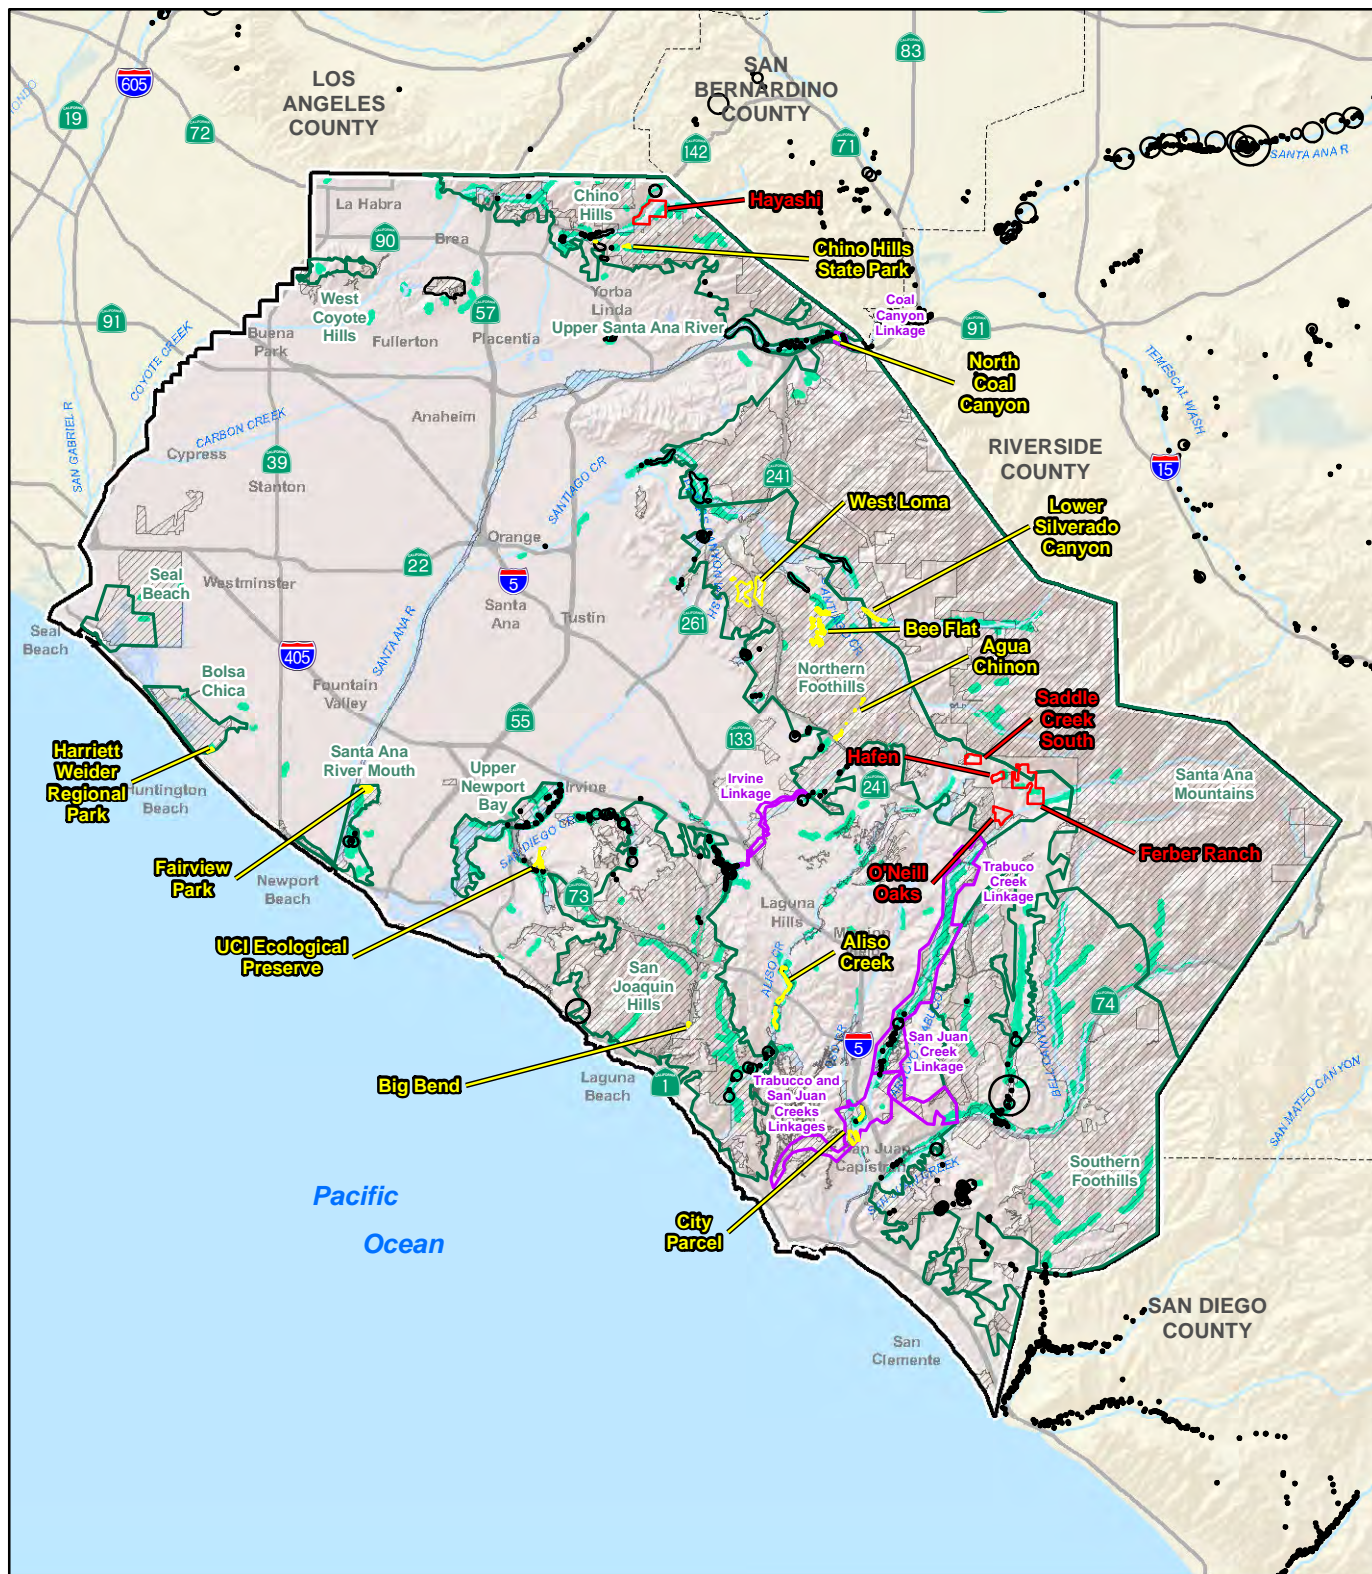 LOS
ANGELES
COUNTY
SAN
BERNARDINO
COUNTY
83
605
19
72
142
71
SANTA ANA R
La Habra
Chino
Hills
Hayashi
90
Brea
Chino Hills
State Park
West
Coyote
Hills
57
Yorba
Linda
Coal
Canyon
Linkage
91
91
Buena
Park
Fullerton
Placentia
Upper Santa Ana River
COYOTE CREEK
North
Coal
Canyon
TEMESCAL WASH
SAN GABRIEL R
Anaheim
CARBON CREEK
Cypress
RIVERSIDE
COUNTY
39
Stanton
241
15
SANTIAGO CR
West Loma
Lower
Silverado
Canyon
Orange
22
5
Westminster
Seal
Beach
Santa
Ana
Tustin
261
Bee Flat
Seal
Beach
SANTA ANA R
405
Agua
Chinon
Bolsa
Chica
Fountain
Valley
Northern
Foothills
Saddle
Creek
South
55
133
Harriett
Weider
Regional
Park
Santa Ana
River Mouth
Upper
Newport
Bay
Irvine
Irvine
Linkage
Hafen
241
Santa Ana
Mountains
Huntington
Beach
SAN DIEGO CR
Fairview
Park
O'Neill
Oaks
Ferber Ranch
Trabuco
Creek
Linkage
Newport
Beach
73
Laguna
Hills
UCI Ecological
Preserve
Aliso
Creek
San
Joaquin
Hills
ALISO CR
74
5
San Juan
Creek
Linkage
BELL CANYON
Big Bend
Laguna
Beach
1
Trabucco and
San Juan
Creeks
Linkages
SAN MATEO CANYON
San Juan
Capistrano
Southern
Foothills
Pacific
Ocean
City
Parcel
SAN DIEGO
COUNTY
San
Clemente